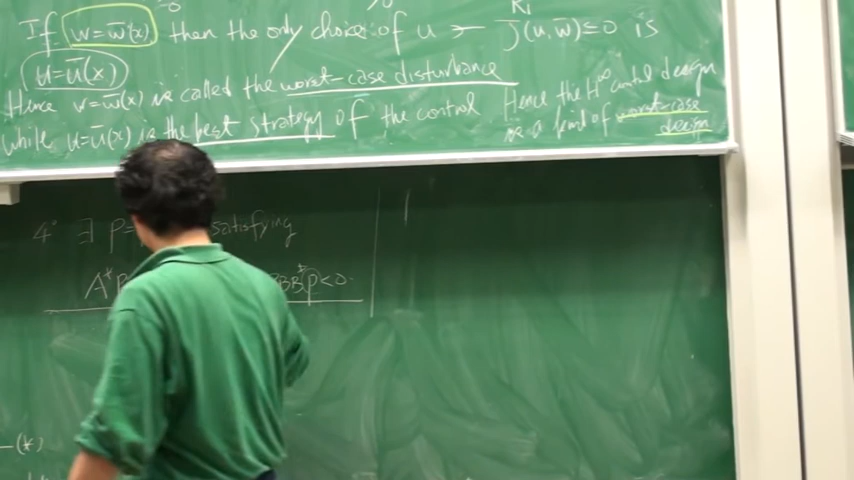 If w = w̄(x) then the only choice of u → J(u, w̄) ≤ 0 is
u = ū(x)
Hence w = w̄(x) is called the worst-case disturbance
while u = ū(x) is the best strategy of the control
Hence the H∞ control design
is a kind of worst-case
design
4° ∃ P= satisfying
A*P BB*P < 0
(*)